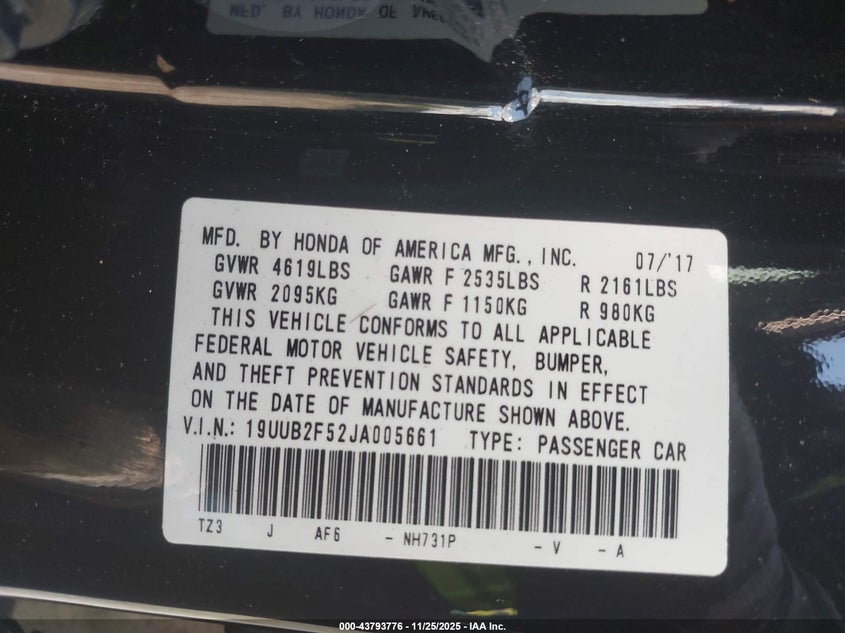 MFD. BY HONDA OF AMERICA MFG., INC. 07/'17
GVWR 4619LBS GAWR F 2535LBS R 2161LBS
GVWR 2095KG GAWR F 1150KG R 980KG
THIS VEHICLE CONFORMS TO ALL APPLICABLE
FEDERAL MOTOR VEHICLE SAFETY, BUMPER,
AND THEFT PREVENTION STANDARDS IN EFFECT
ON THE DATE OF MANUFACTURE SHOWN ABOVE.
V.I.N.: 19UUB2F52JA005661 TYPE: PASSENGER CAR
TZ3 J AF6 - NH731P - V - A
000-43793776 - 11/25/2025 - IAA Inc.